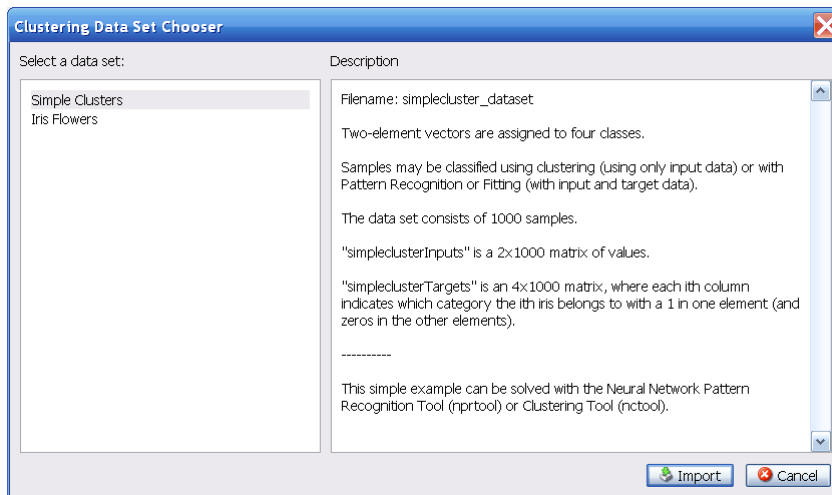 Clustering Data Set Chooser
Select a data set:
Simple Clusters
Iris Flowers
Description
Filename: simplecluster_dataset
Two-element vectors are assigned to four classes.
Samples may be classified using clustering (using only input data) or with
Pattern Recognition or Fitting (with input and target data).
The data set consists of 1000 samples.
"simpleclusterInputs" is a 2x1000 matrix of values.
"simpleclusterTargets" is an 4x1000 matrix, where each ith column
indicates which category the ith iris belongs to with a 1 in one element (and
zeros in the other elements).
----------
This simple example can be solved with the Neural Network Pattern
Recognition Tool (nprtool) or Clustering Tool (nctool).
Import
Cancel